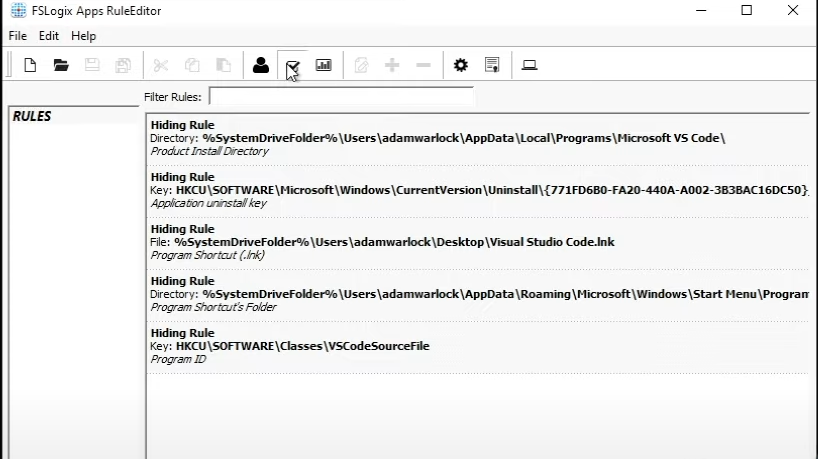 FSLogix Apps RuleEditor
File Edit Help
Filter Rules:
RULES
Hiding Rule
Directory: %SystemDriveFolder%\Users\adamwarlock\AppData\Local\Programs\Microsoft VS Code\
Product Install Directory
Hiding Rule
Key: HKCU\SOFTWARE\Microsoft\Windows\CurrentVersion\Uninstall\{771FD6B0-FA20-440A-A002-3B3BAC16DC50}_
Application uninstall key
Hiding Rule
File: %SystemDriveFolder%\Users\adamwarlock\Desktop\Visual Studio Code.lnk
Program Shortcut (.lnk)
Hiding Rule
Directory: %SystemDriveFolder%\Users\adamwarlock\AppData\Roaming\Microsoft\Windows\Start Menu\Program
Program Shortcut's Folder
Hiding Rule
Key: HKCU\SOFTWARE\Classes\VSCodeSourceFile
Program ID